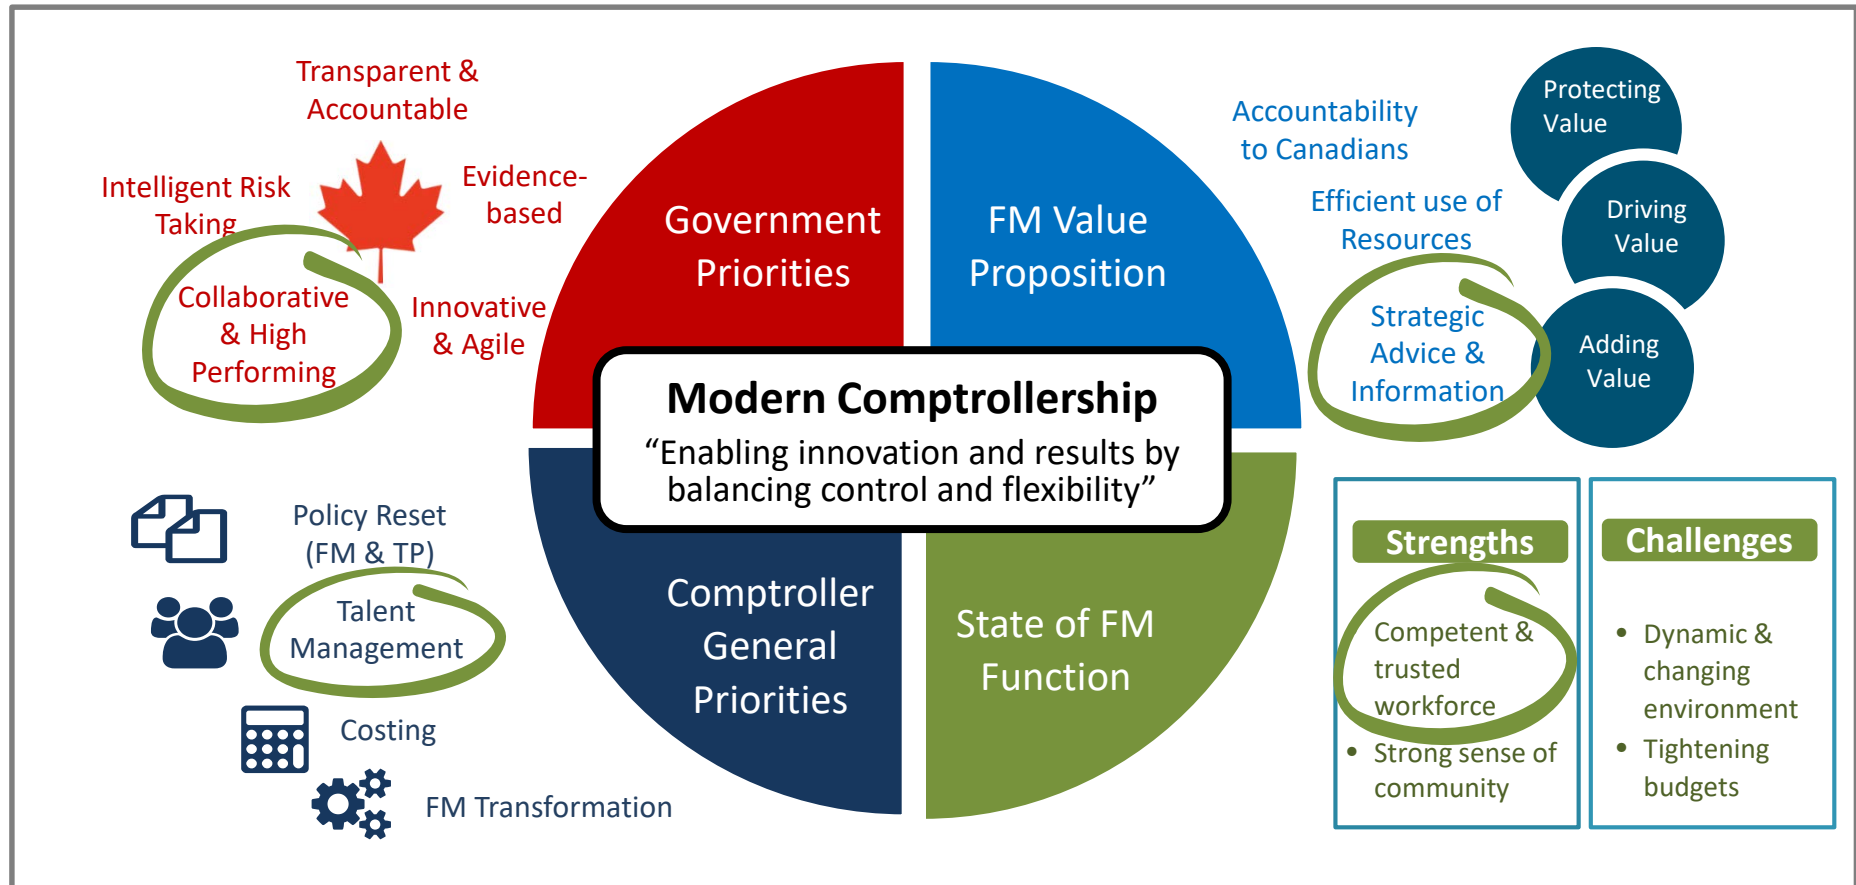 Transparent &
Accountable
Intelligent Risk
Taking
Evidence-
based
Collaborative
& High
Performing
Innovative
& Agile
Government
Priorities
FM Value
Proposition
Accountability
to Canadians
Efficient use of
Resources
Strategic
Advice &
Information
Protecting
Value
Driving
Value
Adding
Value
Modern Comptrollership
“Enabling innovation and results by
balancing control and flexibility”
Policy Reset
(FM & TP)
Talent
Management
Costing
FM Transformation
Comptroller
General
Priorities
State of FM
Function
Strengths
Competent &
trusted
workforce
• Strong sense of
community
Challenges
• Dynamic &
changing
environment
• Tightening
budgets